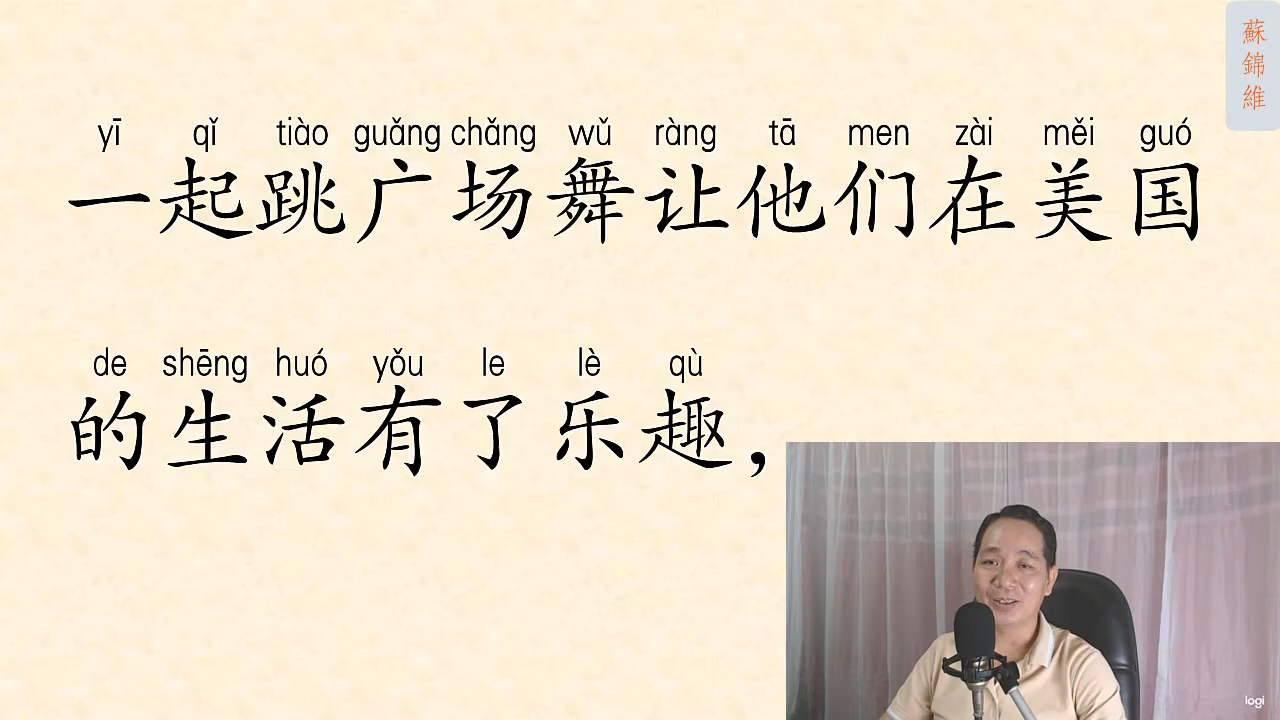 yī qǐ tiào guǎng chǎng wǔ ràng tā men zài měi guó
一起跳广场舞让他们在美国
de shēng huó yǒu le lè qù
的生活有了乐趣，
蘇錦維
logi